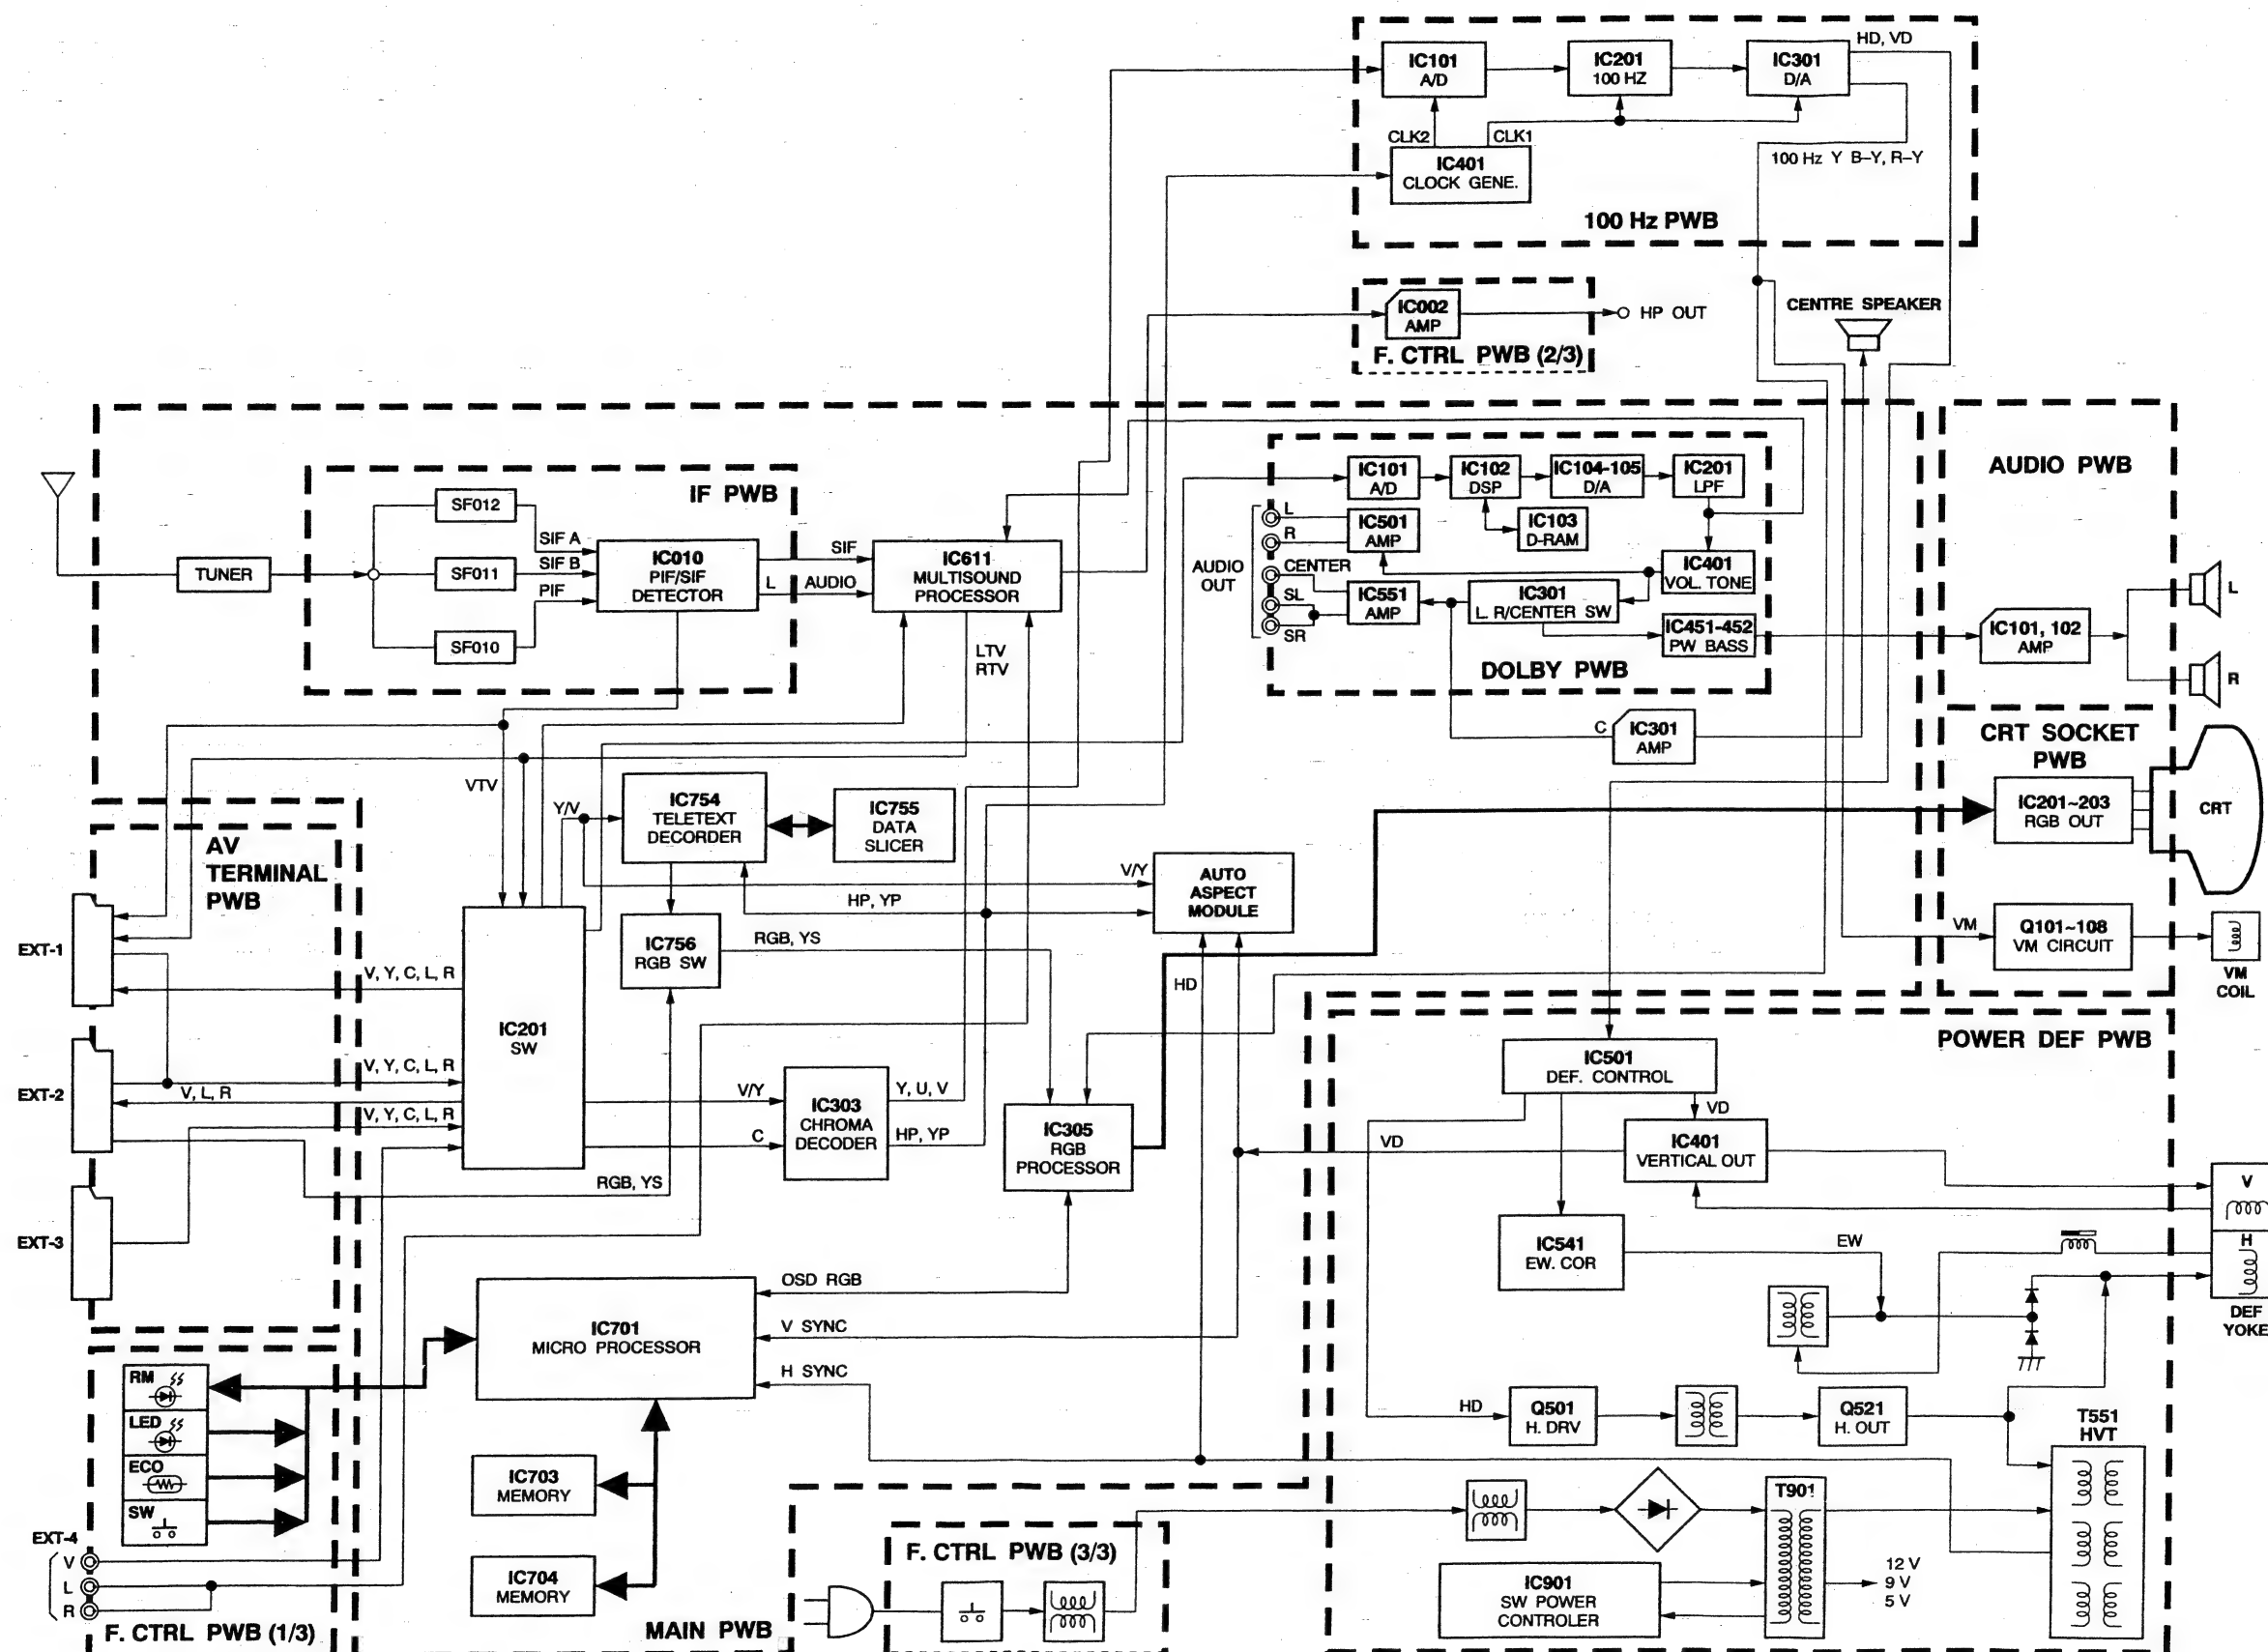 IC101
A/D
IC201
100 HZ
IC301
D/A
HD, VD
CLK2
CLK1
IC401
CLOCK GENE.
100 Hz Y B–Y, R–Y
100 Hz PWB
IC002
AMP
HP OUT
F. CTRL PWB (2/3)
CENTRE SPEAKER
IF PWB
SF012
SIF A
SF011
SIF B
SF010
PIF
TUNER
IC010
PIF/SIF
DETECTOR
SIF
L AUDIO
IC611
MULTISOUND
PROCESSOR
LTV
RTV
IC101
A/D
IC102
DSP
IC104-105
D/A
IC201
LPF
IC103
D-RAM
IC501
AMP
L
R
AUDIO
OUT
CENTER
SL
SR
IC551
AMP
IC301
L. R/CENTER SW
IC401
VOL. TONE
IC451-452
PW BASS
DOLBY PWB
C
IC301
AMP
AUDIO PWB
IC101, 102
AMP
L
R
CRT SOCKET
PWB
IC201~203
RGB OUT
CRT
VM
Q101~108
VM CIRCUIT
VM
COIL
VTV
Y/V
IC754
TELETEXT
DECORDER
IC755
DATA
SLICER
V/Y
AUTO
ASPECT
MODULE
HP, YP
IC756
RGB SW
RGB, YS
HD
AV
TERMINAL
PWB
EXT-1
V, Y, C, L, R
IC201
SW
EXT-2
V, Y, C, L, R
V, L, R
V, Y, C, L, R
EXT-3
V/Y
C
IC303
CHROMA
DECODER
Y, U, V
HP, YP
RGB, YS
IC305
RGB
PROCESSOR
POWER DEF PWB
IC501
DEF. CONTROL
VD
IC401
VERTICAL OUT
VD
IC541
EW. COR
EW
V
H
DEF
YOKE
IC701
MICRO PROCESSOR
OSD RGB
V SYNC
H SYNC
RM
LED
ECO
SW
HD
Q501
H. DRV
Q521
H. OUT
T551
HVT
IC703
MEMORY
IC704
MEMORY
EXT-4
V
L
R
F. CTRL PWB (1/3)
MAIN PWB
F. CTRL PWB (3/3)
T901
IC901
SW POWER
CONTROLER
12 V
9 V
5 V